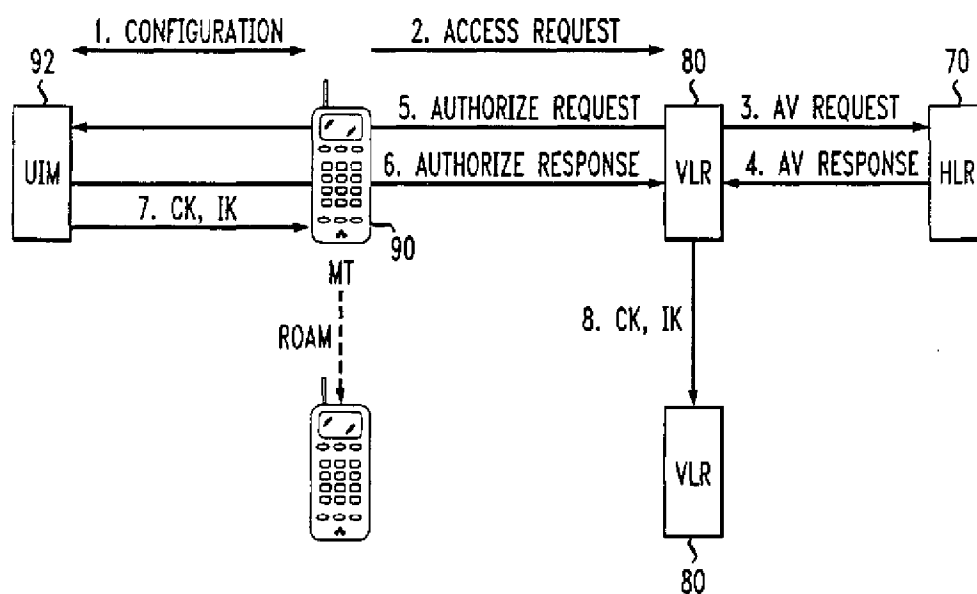 1. CONFIGURATION
2. ACCESS REQUEST
92
80
70
5. AUTHORIZE REQUEST
3. AV REQUEST
UIM
VLR
HLR
6. AUTHORIZE RESPONSE
4. AV RESPONSE
7. CK, IK
90
MT
8. CK, IK
ROAM
VLR
80